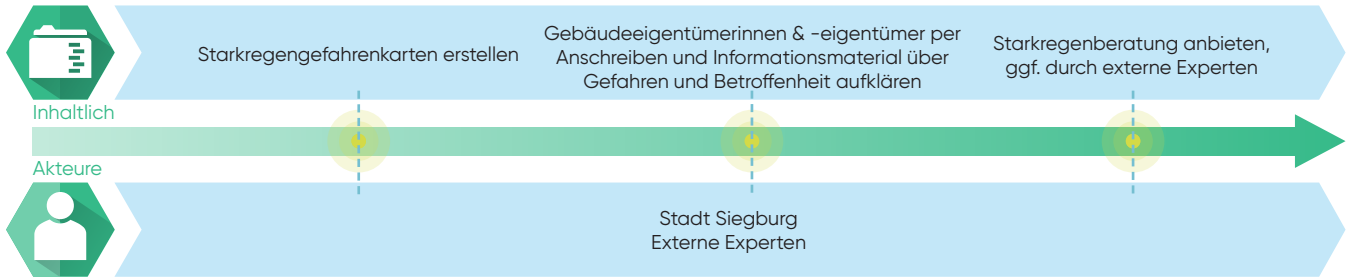 Starkregengefahrenkarten erstellen
Gebäudeeigentümerinnen & -eigentümer per
Anschreiben und Informationsmaterial über
Gefahren und Betroffenheit aufklären
Starkregenberatung anbieten,
ggf. durch externe Experten
Inhaltlich
Akteure
Stadt Siegburg
Externe Experten